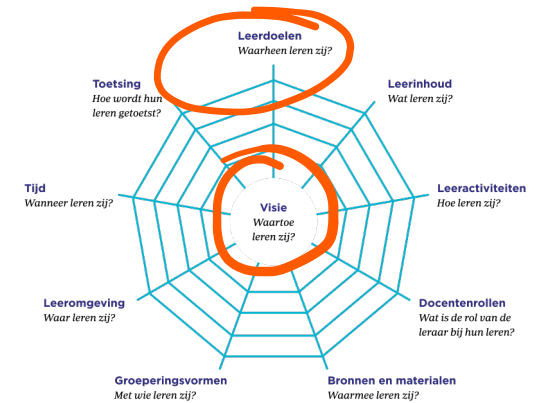 Leerdoelen
Waarheen leren zij?
Toetsing
Hoe wordt hun
leren getoetst?
Leerinhoud
Wat leren zij?
Tijd
Wanneer leren zij?
Visie
Waartoe
leren zij?
Leeractiviteiten
Hoe leren zij?
Leeromgeving
Waar leren zij?
Docentenrollen
Wat is de rol van de
leraar bij hun leren?
Groeperingsvormen
Met wie leren zij?
Bronnen en materialen
Waarmee leren zij?